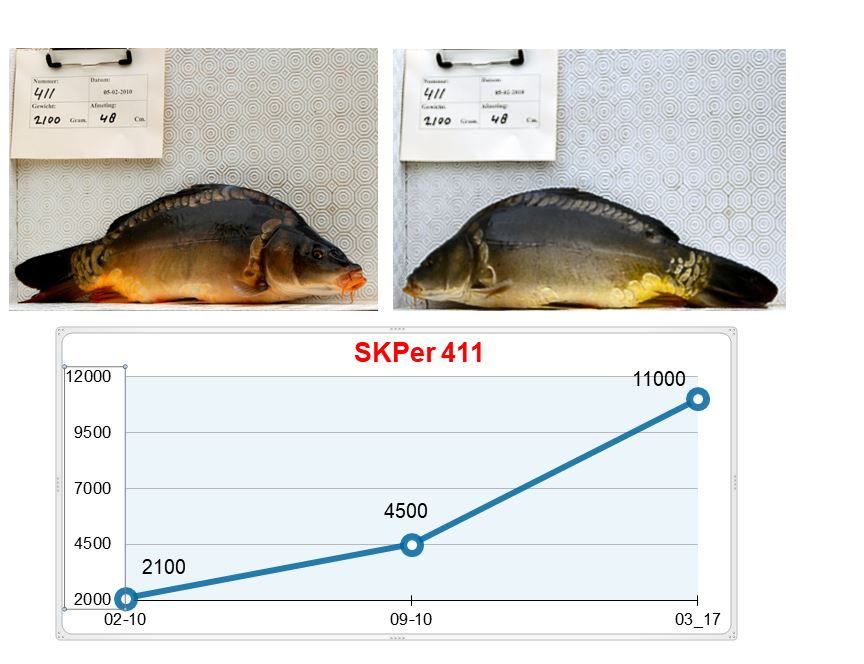 Nummer: Datum:
411 05-02-2010
Gewicht: Afmeting:
2100 Gram. 48 Cm.
Nummer: Datum:
411 05-02-2010
Gewicht: Afmeting:
2100 Gram. 48 Cm.
SKPer 411
12000
11000
9500
7000
4500
4500
2100
2000
02-10 09-10 03_17